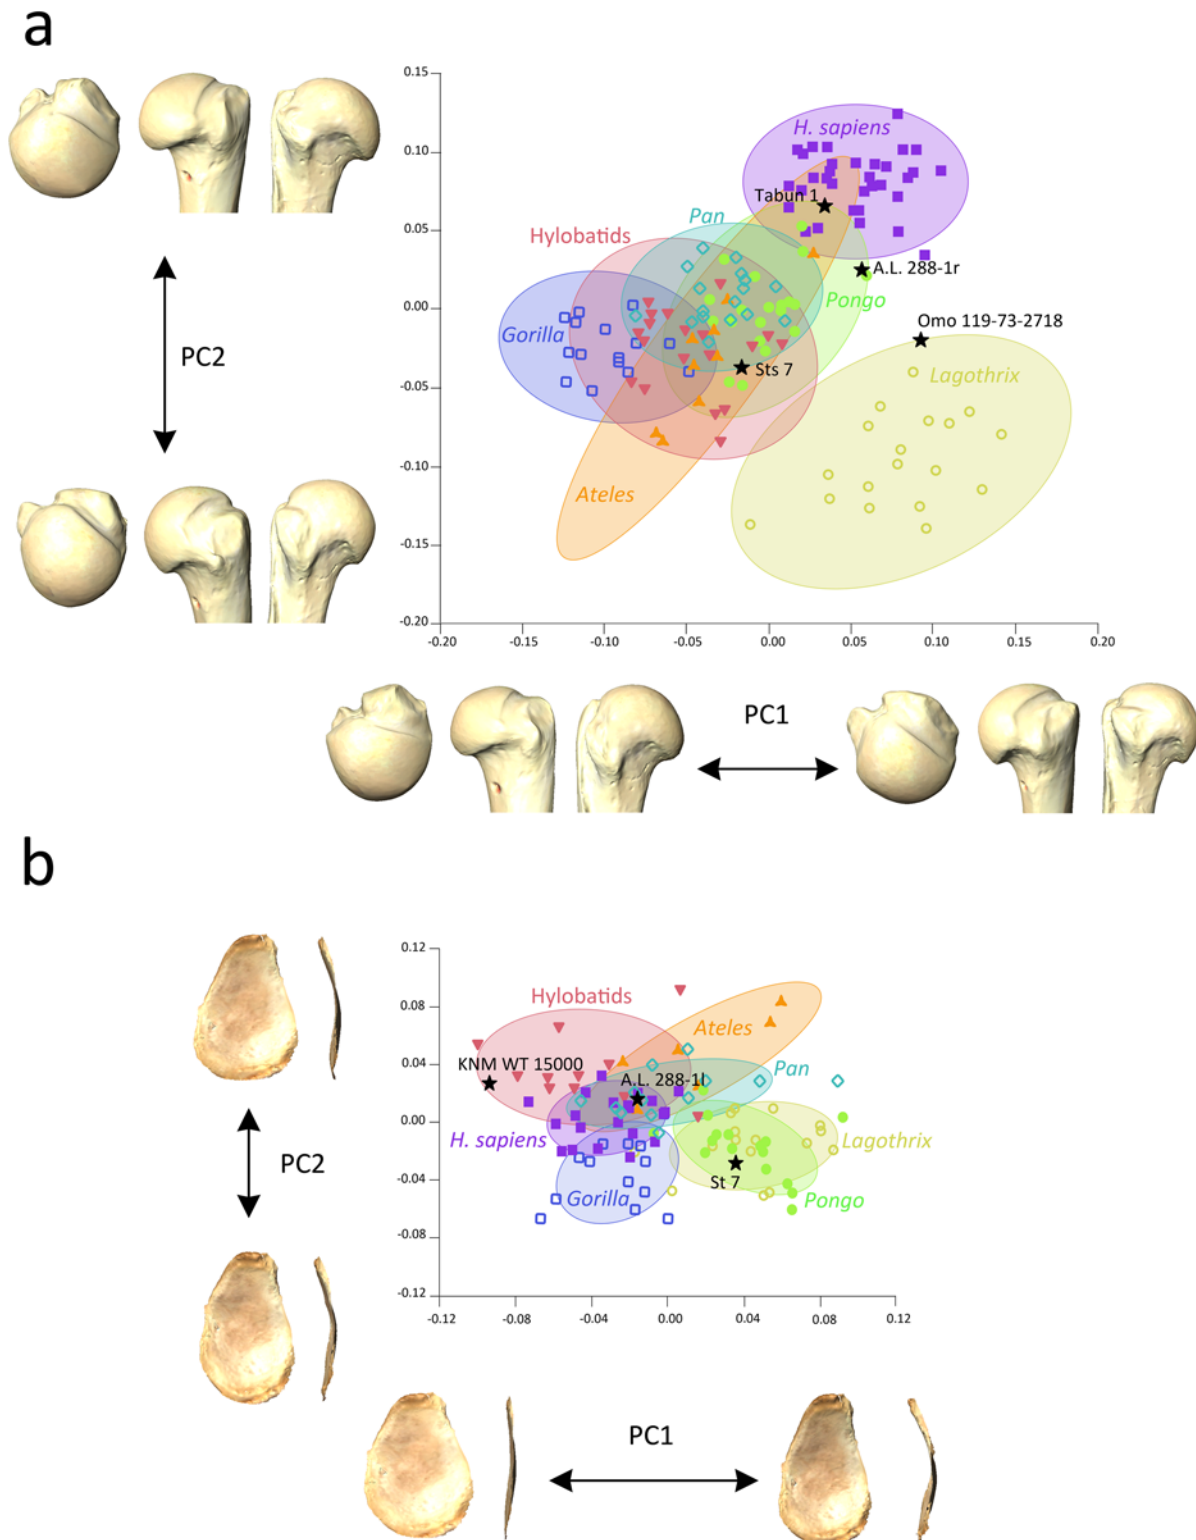 a
0.15
0.10
0.05
0.00
-0.05
-0.10
-0.15
-0.20
-0.20
-0.15
-0.10
-0.05
0.00
0.05
0.10
0.15
0.20
H. sapiens
Tabun 1
Pan
Hylobatids
A.L. 288-1r
Pongo
Gorilla
Omo 119-73-2718
Sts 7
Lagothrix
Ateles
PC2
PC1
b
0.12
0.08
0.04
0.00
-0.04
-0.08
-0.12
-0.12
-0.08
-0.04
0.00
0.04
0.08
0.12
Hylobatids
Ateles
KNM WT 15000
A.L. 288-1l
Pan
H. sapiens
Lagothrix
St 7
Gorilla
Pongo
PC2
PC1